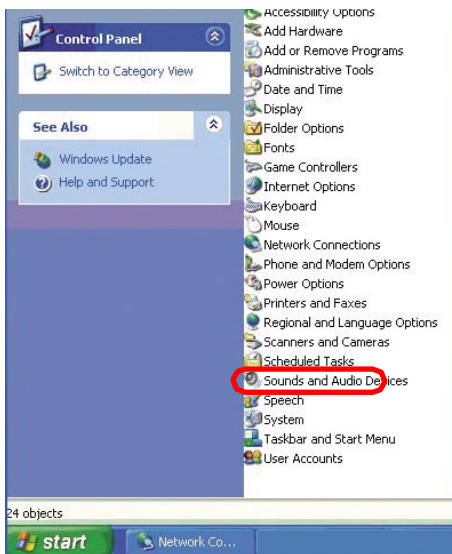 Control Panel
Switch to Category View
See Also
Windows Update
Help and Support
Accessibility Options
Add Hardware
Add or Remove Programs
Administrative Tools
Date and Time
Display
Folder Options
Fonts
Game Controllers
Internet Options
Keyboard
Mouse
Network Connections
Phone and Modem Options
Power Options
Printers and Faxes
Regional and Language Options
Scanners and Cameras
Scheduled Tasks
Sounds and Audio Devices
Speech
System
Taskbar and Start Menu
User Accounts
24 objects
start
Network Co...